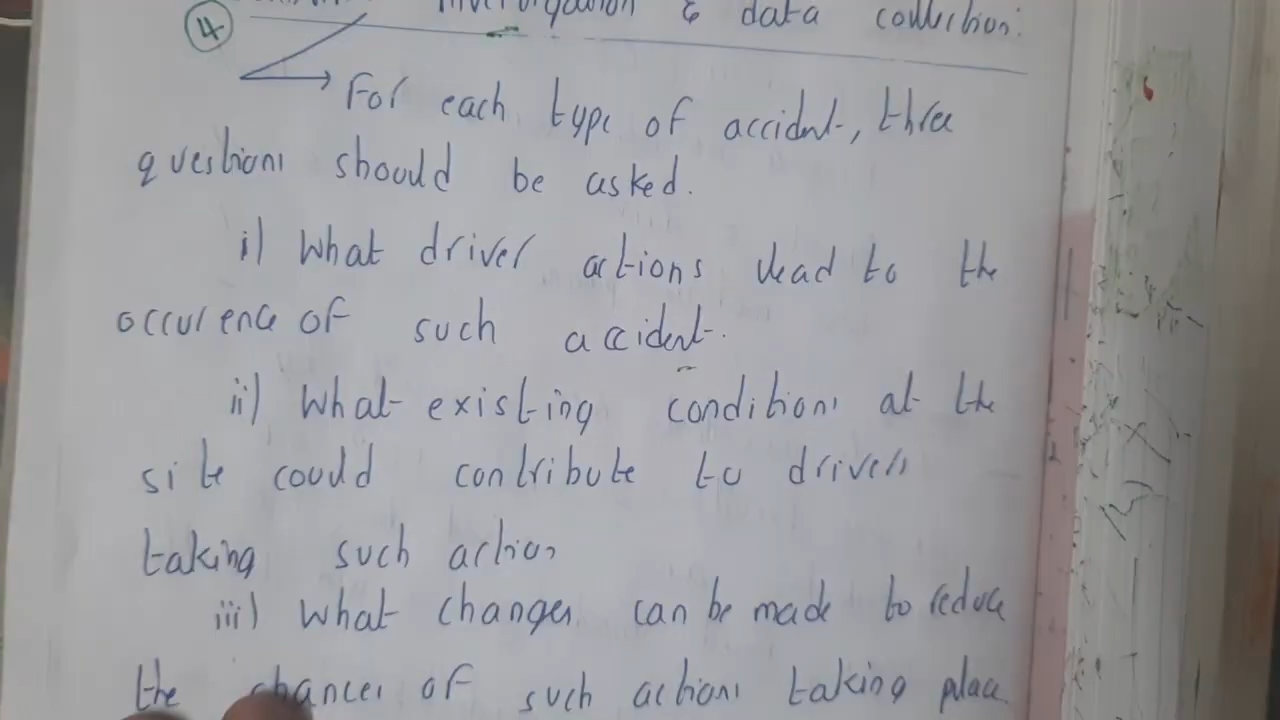 ④ & data collection:
For each type of accident, three
questions should be asked.
i) What driver actions lead to the
occurence of such accident.
ii) What existing conditions at the
site could contribute to drivers
taking such action
iii) What changes can be made to reduce
the chances of such actions taking place